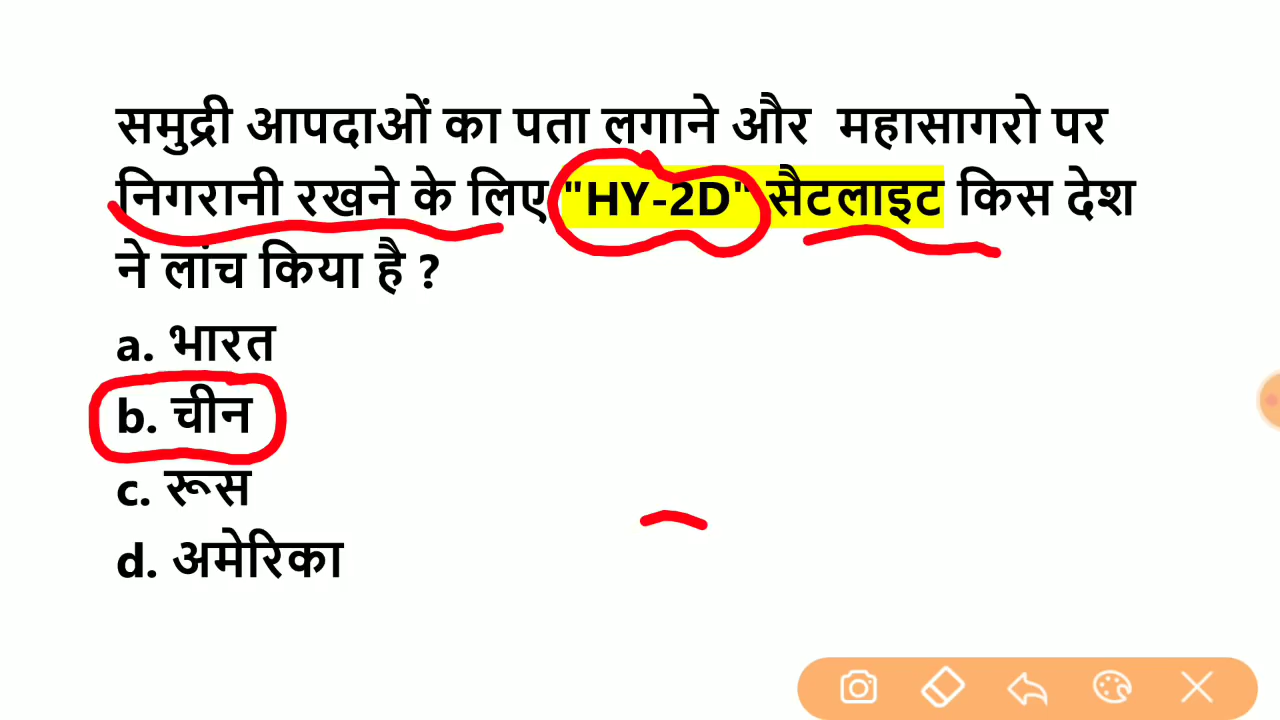 समुद्री आपदाओं का पता लगाने और महासागरो पर
निगरानी रखने के लिए "HY-2D" सैटलाइट किस देश
ने लांच किया है ?
a. भारत
b. चीन
c. रूस
d. अमेरिका